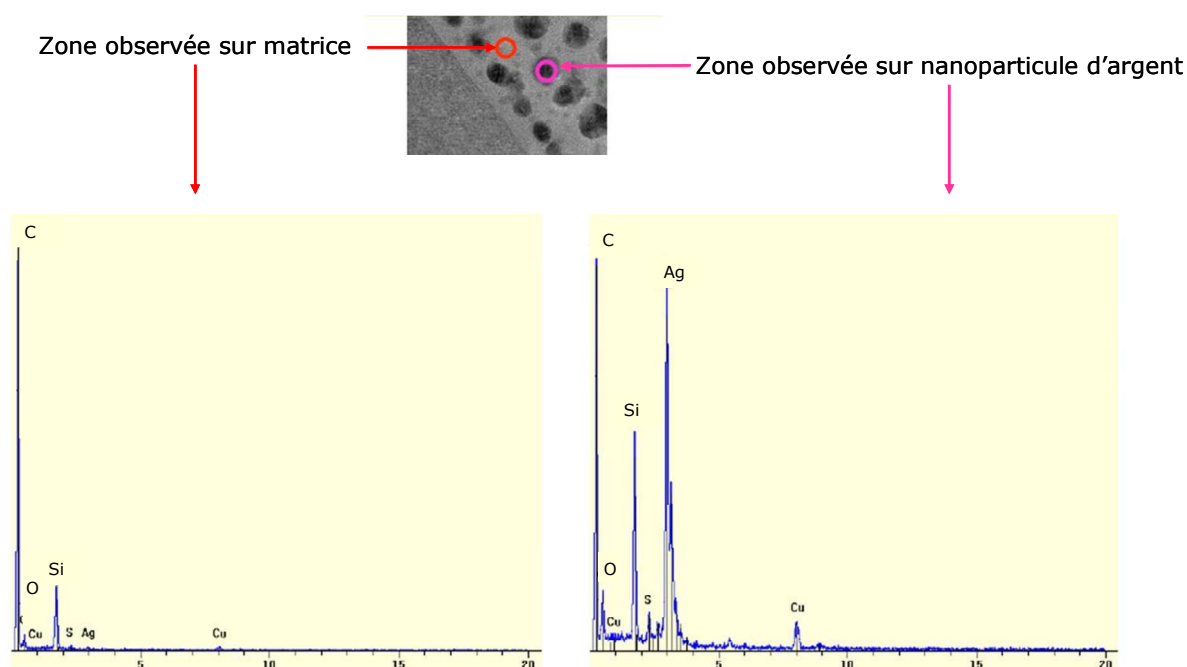 Zone observée sur matrice
Zone observée sur nanoparticule d'argent
C
O
Si
Cu
S
Ag
Cu
5
10
15
20
C
O
Cu
Si
S
Ag
Cu
5
10
15
20